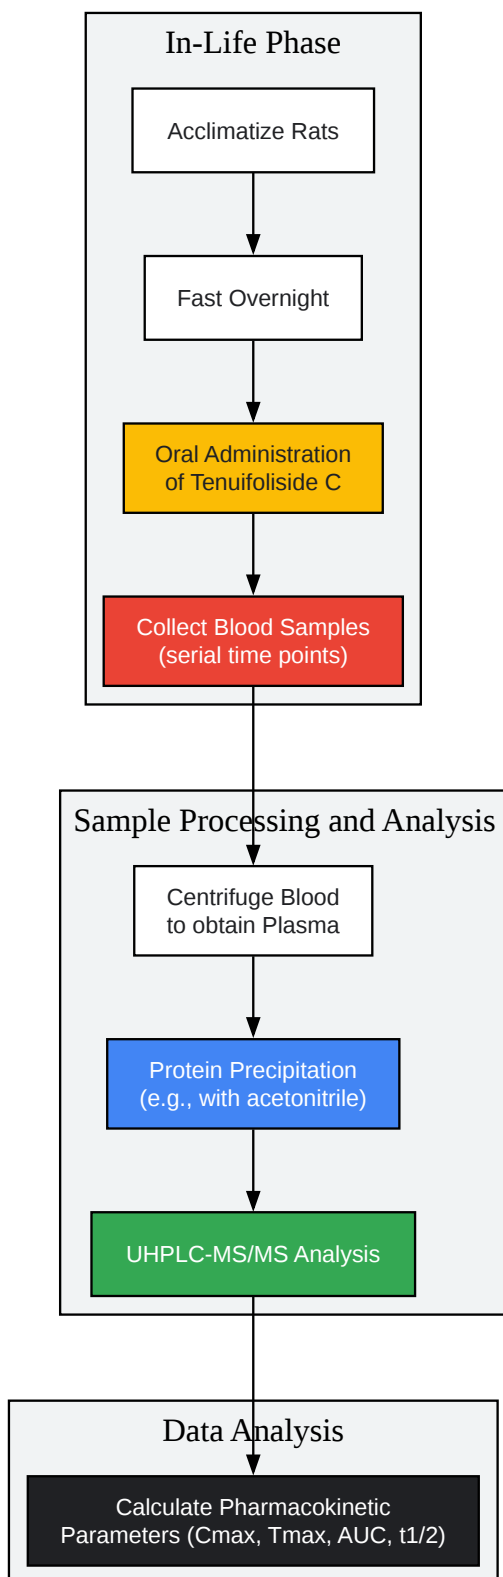 In-Life Phase
Acclimatize Rats
Fast Overnight
Oral Administration
of Tenuifoliside C
Collect Blood Samples
(serial time points)
Sample Processing and Analysis
Centrifuge Blood
to obtain Plasma
Protein Precipitation
(e.g., with acetonitrile)
UHPLC-MS/MS Analysis
Data Analysis
Calculate Pharmacokinetic
Parameters (Cmax, Tmax, AUC, t1/2)